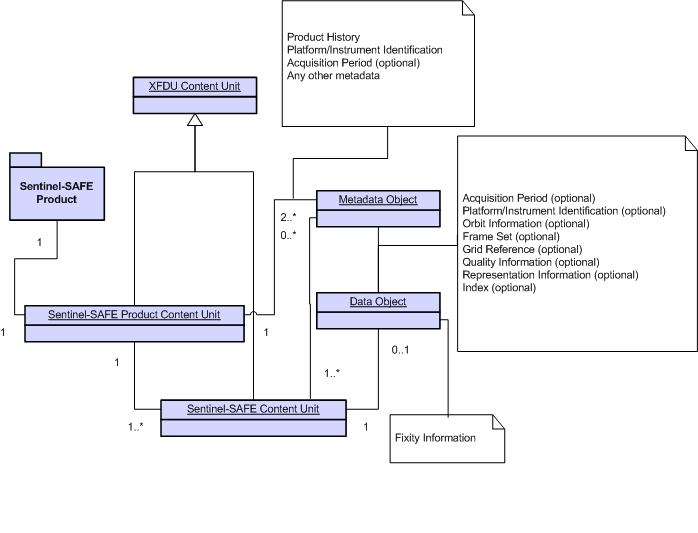 Product History
Platform/Instrument Identification
Acquisition Period (optional)
Any other metadata
XFDU Content Unit
Sentinel-SAFE
Product
1
Metadata Object
2..*
0..*
Acquisition Period (optional)
Platform/Instrument Identification (optional)
Orbit Information (optional)
Frame Set (optional)
Grid Reference (optional)
Quality Information (optional)
Representation Information (optional)
Index (optional)
Data Object
Sentinel-SAFE Product Content Unit
1
1
0..1
1
1..*
Sentinel-SAFE Content Unit
1..*
1
Fixity Information